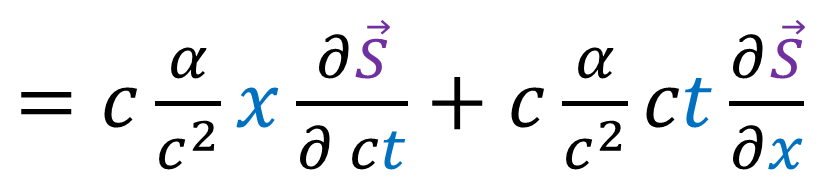 = c α/c² x ∂S⃗/∂ ct + c α/c² ct ∂S⃗/∂x